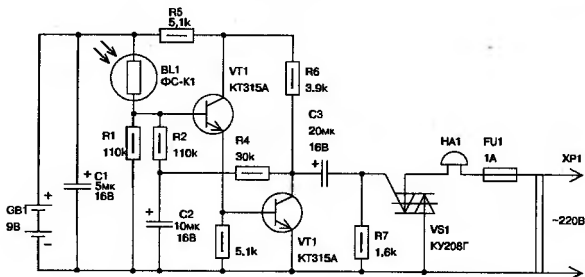 R5
5,1k
BL1
ФС-К1
VT1
КТ315А
R6
3.9k
C3
20мк
16В
HA1
FU1
1А
XP1
R1
110k
R2
110k
R4
30k
+
C1
5мк
16В
+
GB1
9В
−
+
C2
10мк
16В
5,1k
VT1
КТ315А
+
R7
1,6k
VS1
КУ208Г
~220В